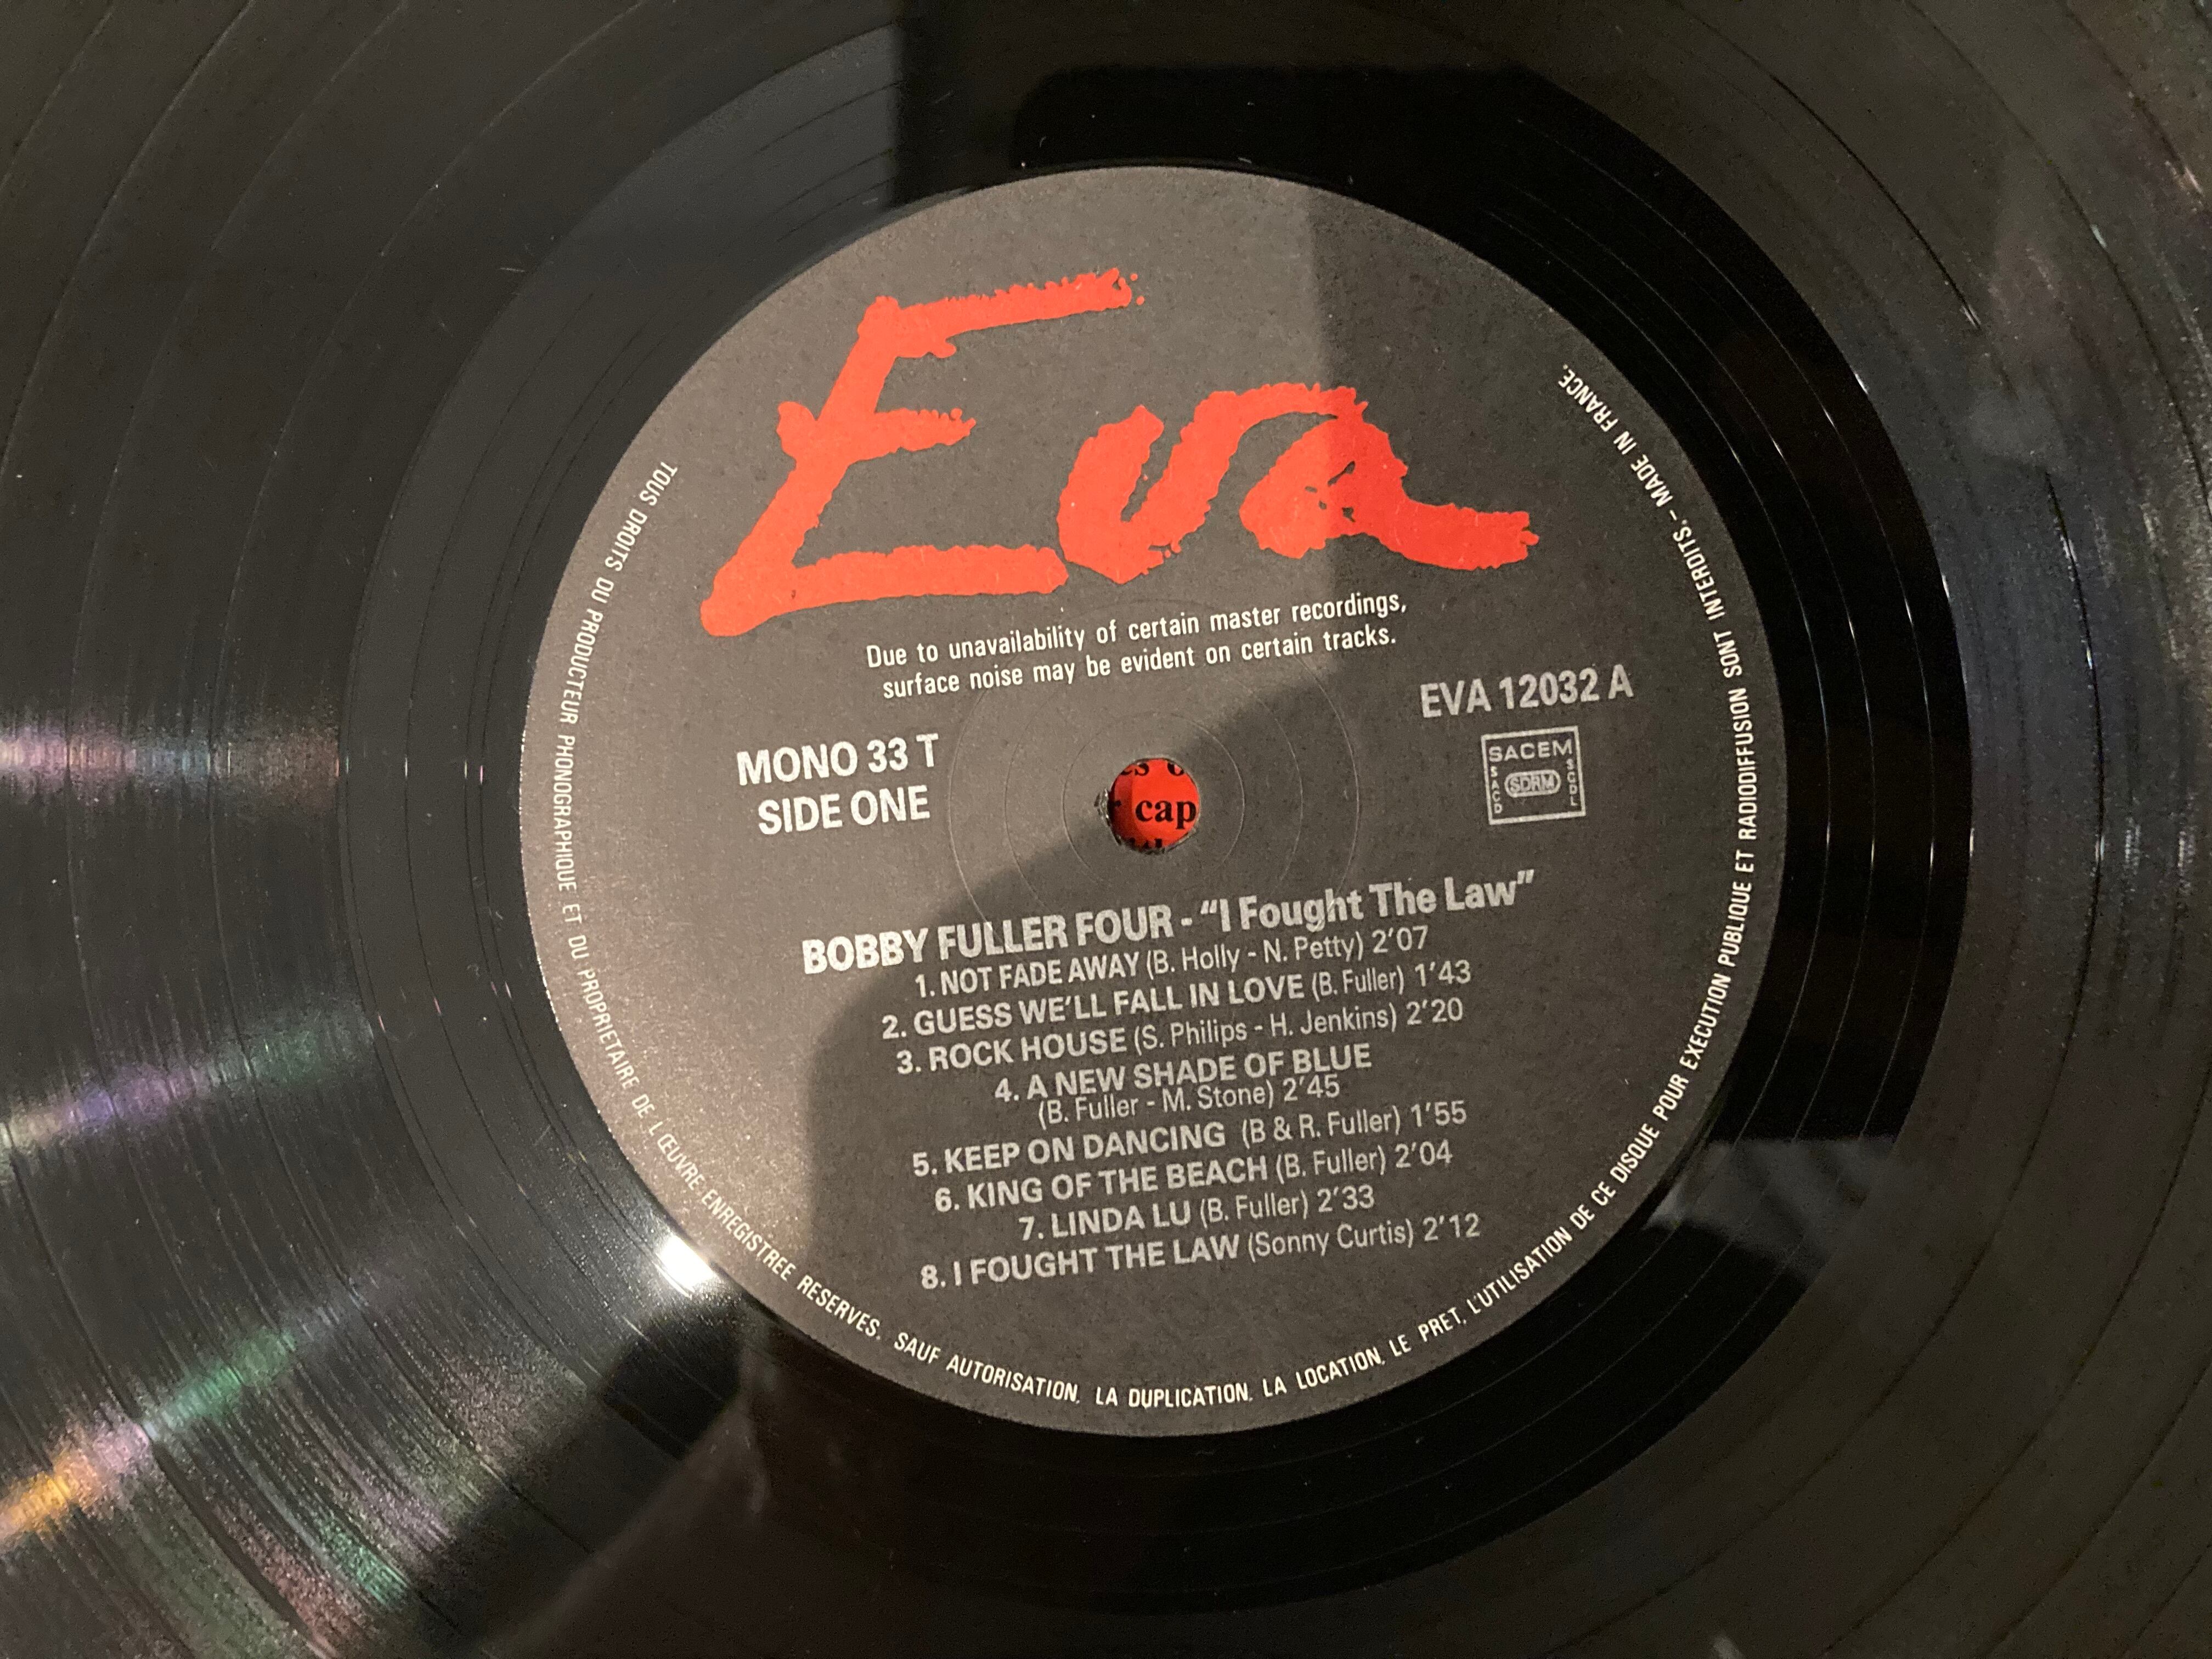 Eva
Due to unavailability of certain master recordings,
surface noise may be evident on certain tracks.
MONO 33 T
SIDE ONE
EVA 12032 A
SACEM
SACD
SDRM
SGDL
cap
BOBBY FULLER FOUR - “I Fought The Law”
1. NOT FADE AWAY (B. Holly - N. Petty) 2’07
2. GUESS WE’LL FALL IN LOVE (B. Fuller) 1’43
3. ROCK HOUSE (S. Philips - H. Jenkins) 2’20
4. A NEW SHADE OF BLUE
(B. Fuller - M. Stone) 2’45
5. KEEP ON DANCING (B & R. Fuller) 1’55
6. KING OF THE BEACH (B. Fuller) 2’04
7. LINDA LU (B. Fuller) 2’33
8. I FOUGHT THE LAW (Sonny Curtis) 2’12
TOUS DROITS DU PRODUCTEUR PHONOGRAPHIQUE ET DU PROPRIETAIRE DE L’ŒUVRE ENREGISTREE RESERVES. SAUF AUTORISATION, LA DUPLICATION, LA LOCATION, LE PRET, L’UTILISATION DE CE DISQUE POUR EXECUTION PUBLIQUE ET RADIODIFFUSION SONT INTERDITS. – MADE IN FRANCE.